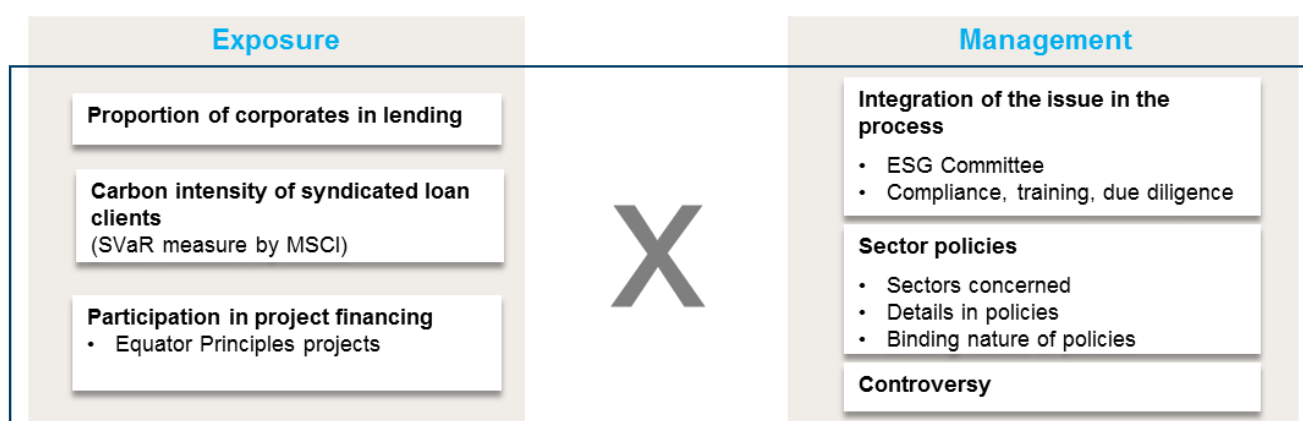 Exposure
Proportion of corporates in lending
Carbon intensity of syndicated loan
clients
(SVaR measure by MSCI)
Participation in project financing
• Equator Principles projects
X
Management
Integration of the issue in the
process
• ESG Committee
• Compliance, training, due diligence
Sector policies
• Sectors concerned
• Details in policies
• Binding nature of policies
Controversy